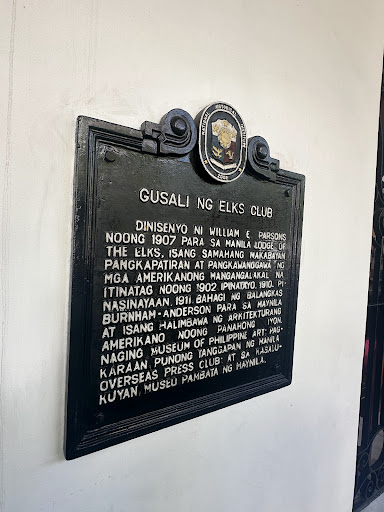 GUSALI NG ELKS CLUB
DINISENYO NI WILLIAM E. PARSONS
NOONG 1907 PARA SA MANILA LODGE OF
THE ELKS, ISANG SAMAHANG MAKABAYAN
PANGKAPATIRAN AT PANGKAWANGGAWA NG
MGA AMERIKANONG MANGANGALAKAL NA
ITINATAG NOONG 1902. IPINATAYO, 1910. PI-
NASINAYAAN, 1911. BAHAGI NG BALANGKAS
BURNHAM-ANDERSON PARA SA MAYNILA
AT ISANG HALIMBAWA NG ARKITEKTURANG
AMERIKANO NOONG PANAHONG IYON.
NAGING MUSEUM OF PHILIPPINE ART; PAG-
KARAAN, PUNONG TANGGAPAN NG MANILA
OVERSEAS PRESS CLUB; AT SA KASALU-
KUYAN, MUSEO PAMBATA NG MAYNILA.